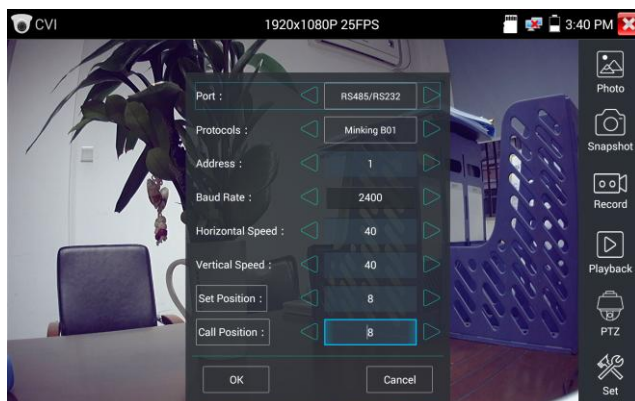 CVI 1920x1080P 25FPS 3:40 PM
Port : RS485/RS232
Protocols : Minking B01
Address : 1
Baud Rate : 2400
Horizontal Speed : 40
Vertical Speed : 40
Set Position : 8
Call Position : 8
OK Cancel
Photo
Snapshot
Record
Playback
PTZ
Set